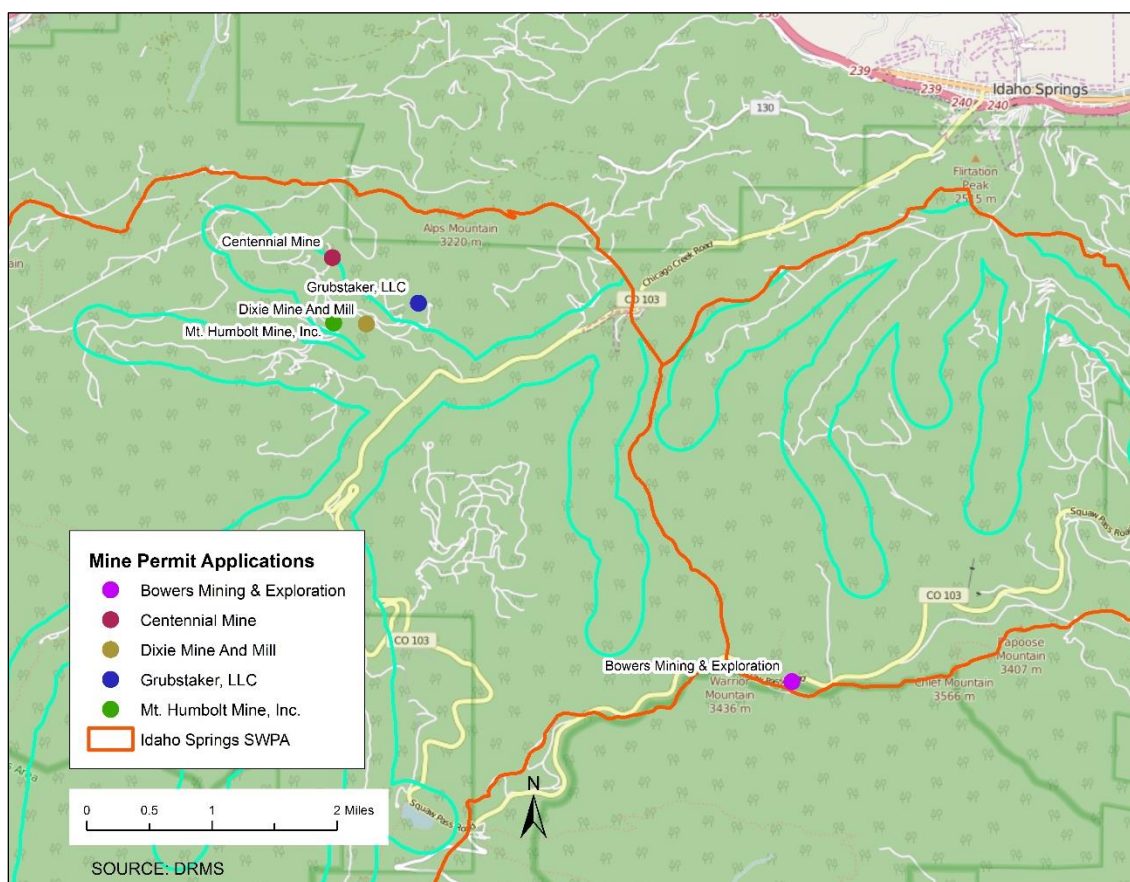 239
239
240
240
Idaho Springs
130
Flirtation
Peak
Alps Mountain
3220 m
Chicago Creek Road
CO 103
Centennial Mine
Grubstaker, LLC
Dixie Mine And Mill
Mt. Humbolt Mine, Inc.
Squaw Pass Road
CO 103
Papoose
Mountain
3407 m
Chief Mountain
3566 m
Bowers Mining & Exploration
Warrior
Mountain
3436 m
CO 103
Squaw Pass Road
Mine Permit Applications
Bowers Mining & Exploration
Centennial Mine
Dixie Mine And Mill
Grubstaker, LLC
Mt. Humbolt Mine, Inc.
Idaho Springs SWPA
0 0.5 1 2 Miles
N
SOURCE: DRMS